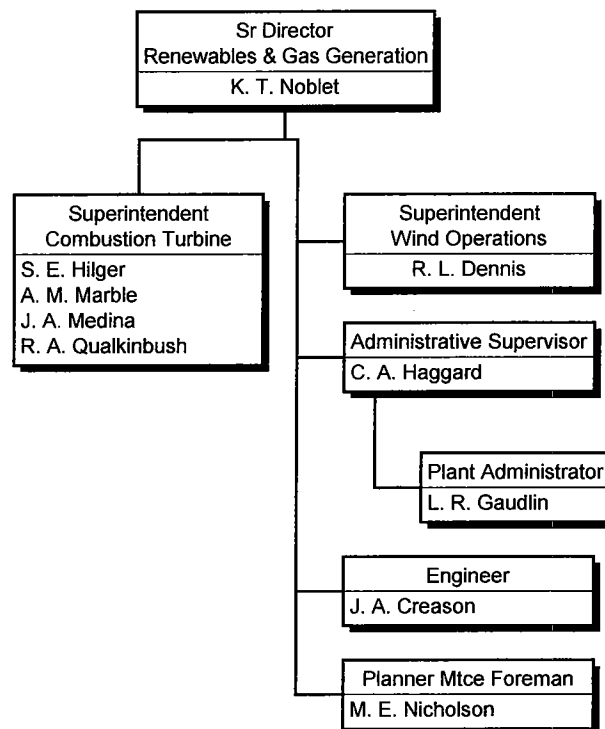 Sr Director
Renewables & Gas Generation
K. T. Noblet
Superintendent
Combustion Turbine
S. E. Hilger
A. M. Marble
J. A. Medina
R. A. Qualkinbush
Superintendent
Wind Operations
R. L. Dennis
Administrative Supervisor
C. A. Haggard
Plant Administrator
L. R. Gaudlin
Engineer
J. A. Creason
Planner Mtce Foreman
M. E. Nicholson